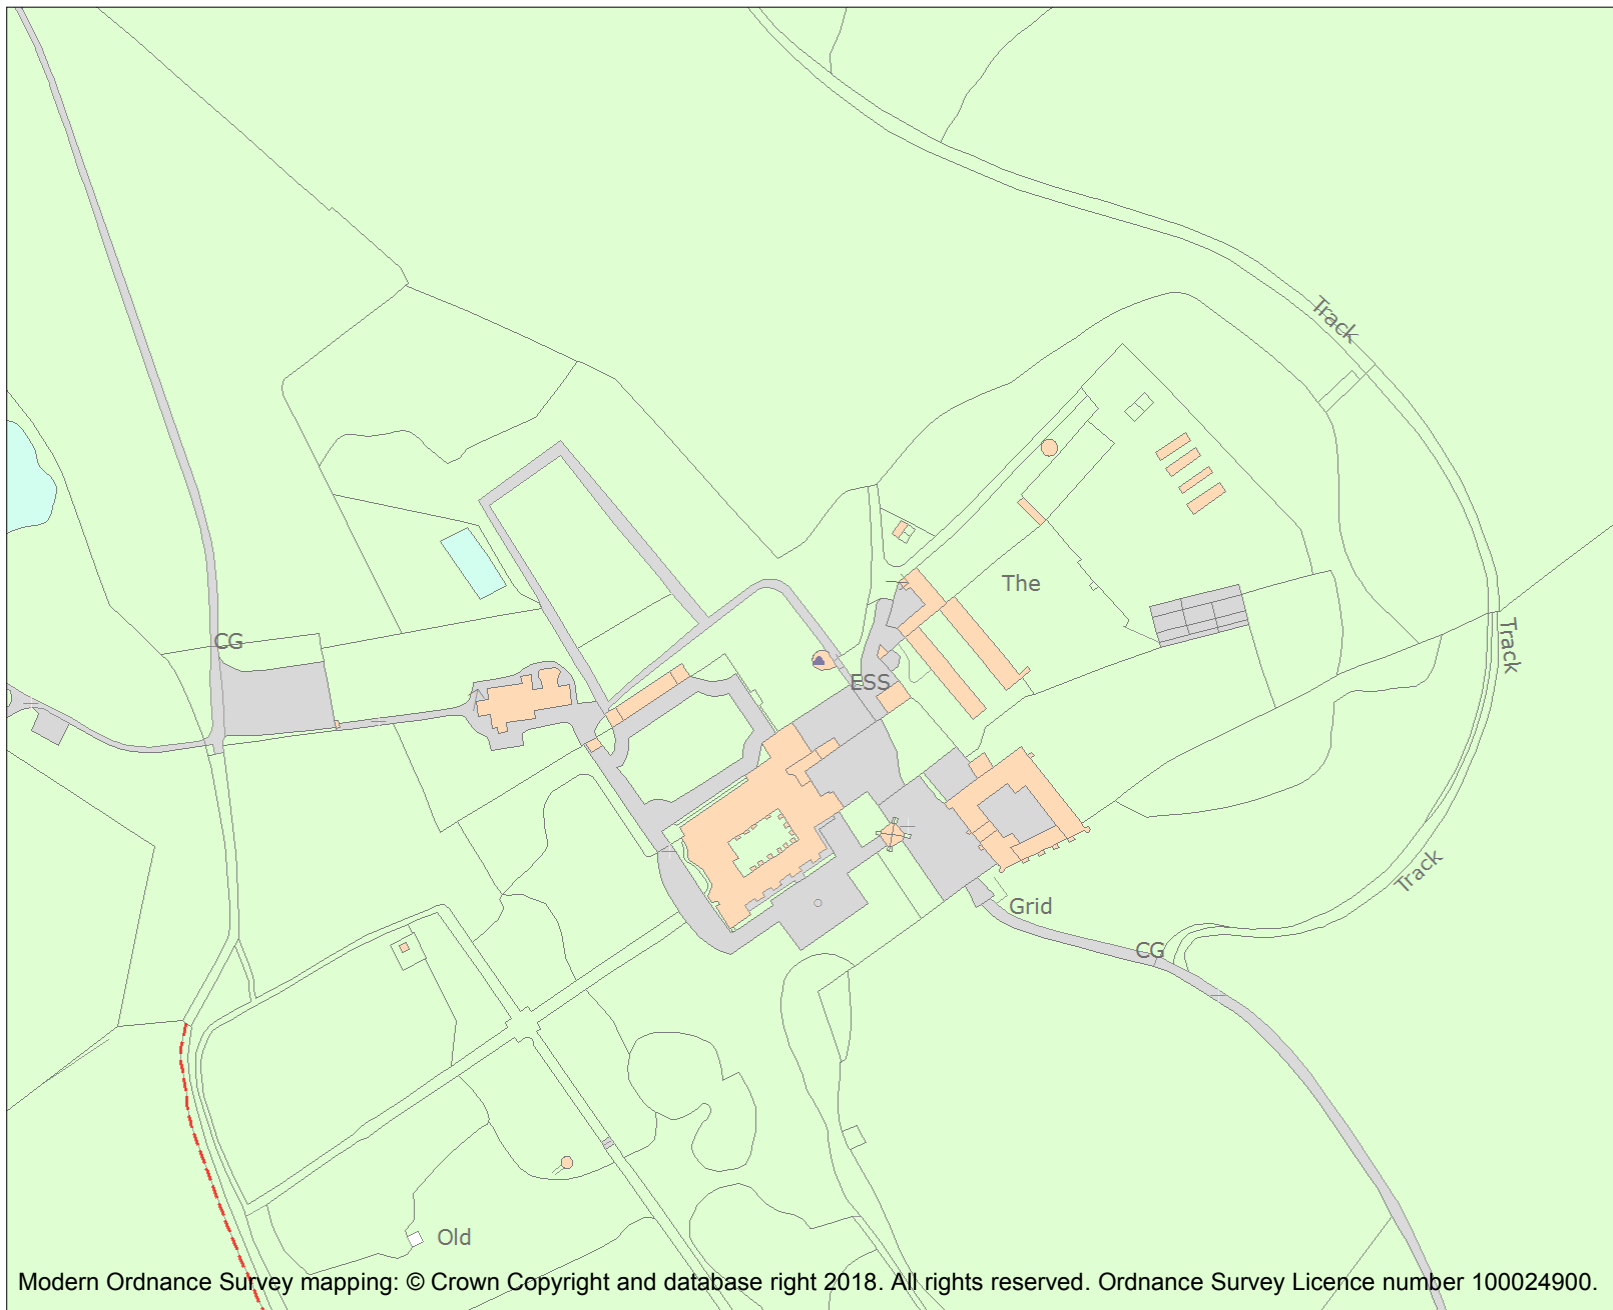 Track
The
CG
Track
ESS
Track
Grid
CG
Old
Modern Ordnance Survey mapping: © Crown Copyright and database right 2018. All rights reserved. Ordnance Survey Licence number 100024900.